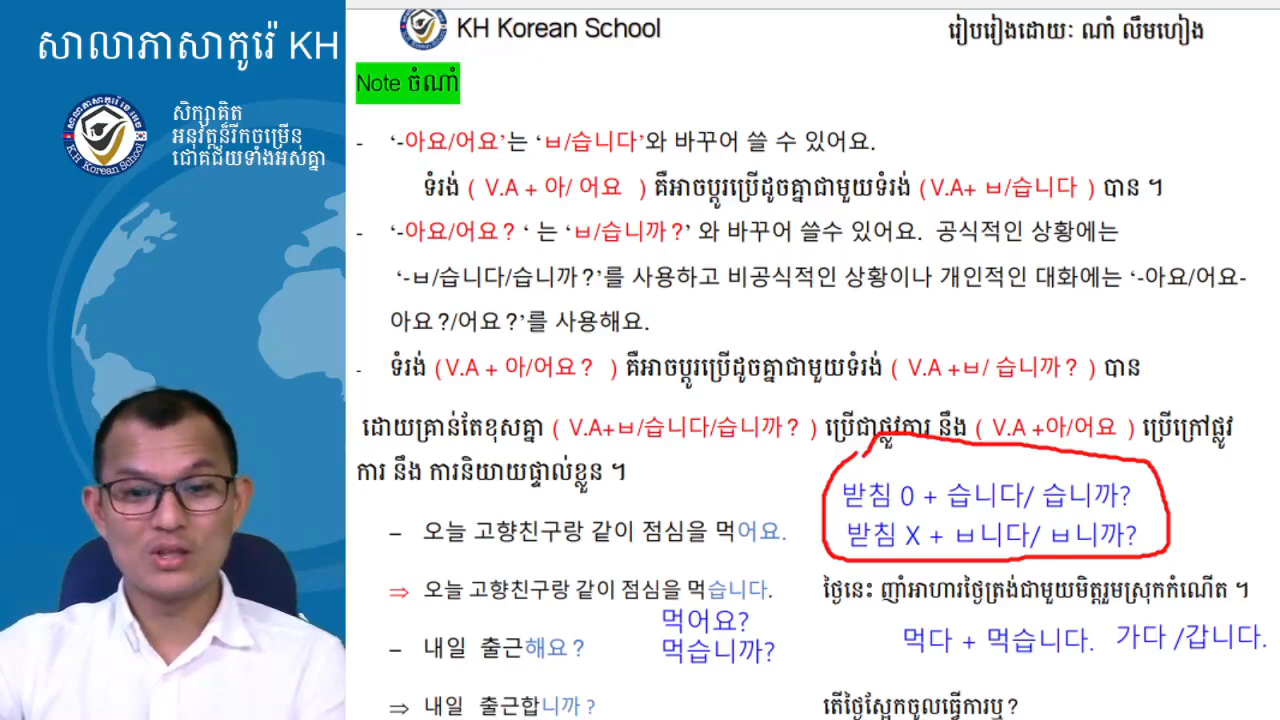 សាលាភាសាកូរ៉េ KH
សិក្សាគិត
អនុវត្តន៍រីកចម្រើន
ជោគជ័យទាំងអស់គ្នា
សាលាភាសាកូរ៉េ ខេ អេច
K.H Korean School
KH Korean School
រៀបរៀងដោយ: ណាំ លឹមហៀង
Note ចំណាំ
- ‘-아요/어요’는 ‘ㅂ/습니다’와 바꾸어 쓸 수 있어요.
ទំរង់ ( V.A + 아/ 어요 ) គឺអាចប្តូរប្រើដូចគ្នាជាមួយទំរង់ (V.A+ ㅂ/습니다 ) បាន ។
- ‘-아요/어요? ‘ 는 ‘ㅂ/습니까?’ 와 바꾸어 쓸수 있어요. 공식적인 상황에는
‘-ㅂ/습니다/습니까?’를 사용하고 비공식적인 상황이나 개인적인 대화에는 ‘-아요/어요-
아요?/어요?’를 사용해요.
- ទំរង់ (V.A + 아/어요? ) គឺអាចប្តូរប្រើដូចគ្នាជាមួយទំរង់ ( V.A +ㅂ/ 습니까? ) បាន
ដោយគ្រាន់តែខុសគ្នា ( V.A+ㅂ/습니다/습니까? ) ប្រើជាផ្លូវការ នឹង ( V.A +아/어요 ) ប្រើក្រៅផ្លូវ
ការ នឹង ការនិយាយផ្ទាល់ខ្លួន ។
받침 0 + 습니다/ 습니까?
받침 X + ㅂ니다/ ㅂ니까?
– 오늘 고향친구랑 같이 점심을 먹어요.
⇒ 오늘 고향친구랑 같이 점심을 먹습니다. ថ្ងៃនេះ ញ៉ាំអាហារថ្ងៃត្រង់ជាមួយមិត្តរួមស្រុកកំណើត ។
먹어요?
– 내일 출근해요?
먹습니까?
먹다 + 먹습니다. 가다 /갑니다.
⇒ 내일 출근합니까? តើថ្ងៃស្អែកចូលធ្វើការឬ?